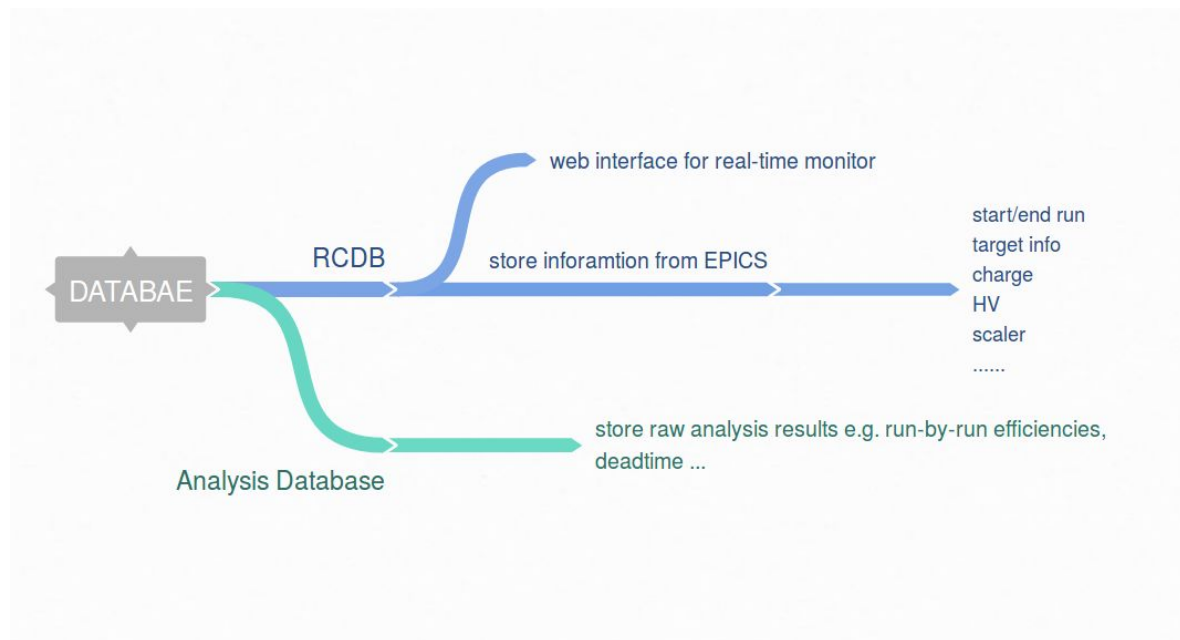 web interface for real-time monitor
start/end run
RCDB
store inforamtion from EPICS
target info
charge
DATABAE
HV
scaler
......
store raw analysis results e.g. run-by-run efficiencies,
deadtime ...
Analysis Database